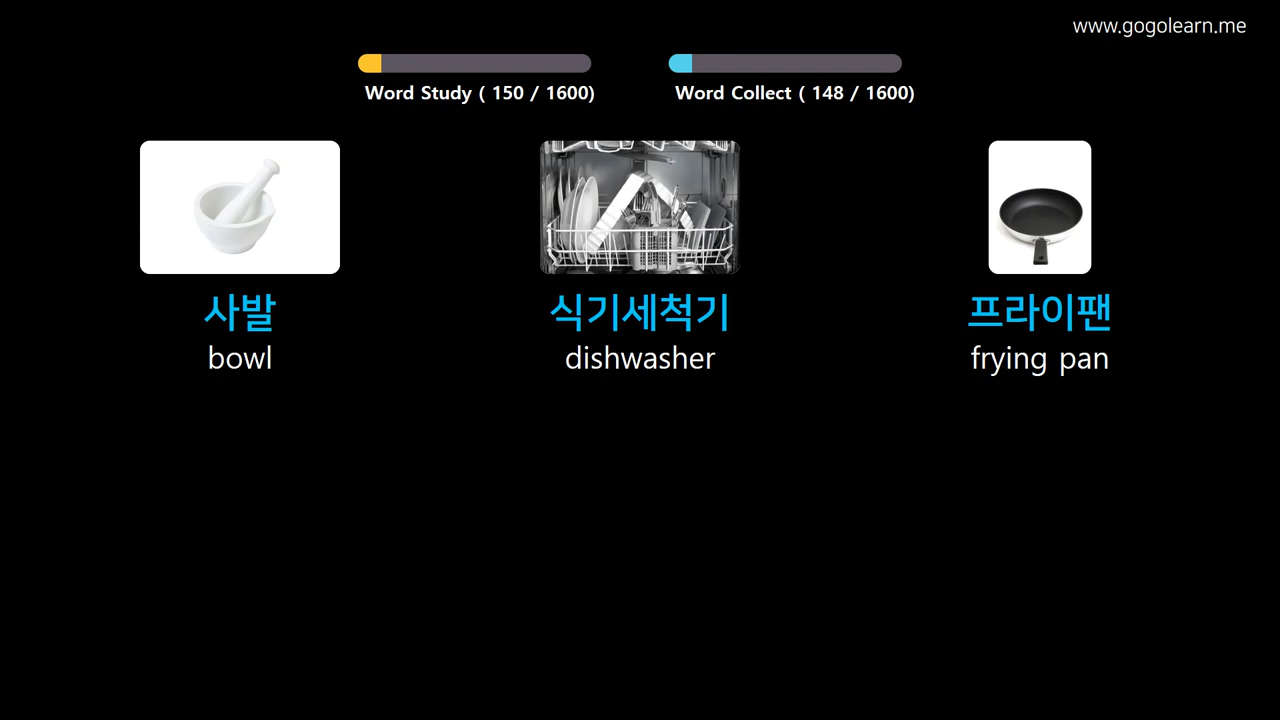 www.gogolearn.me
Word Study ( 150 / 1600)
Word Collect ( 148 / 1600)
사발
bowl
식기세척기
dishwasher
프라이팬
frying pan